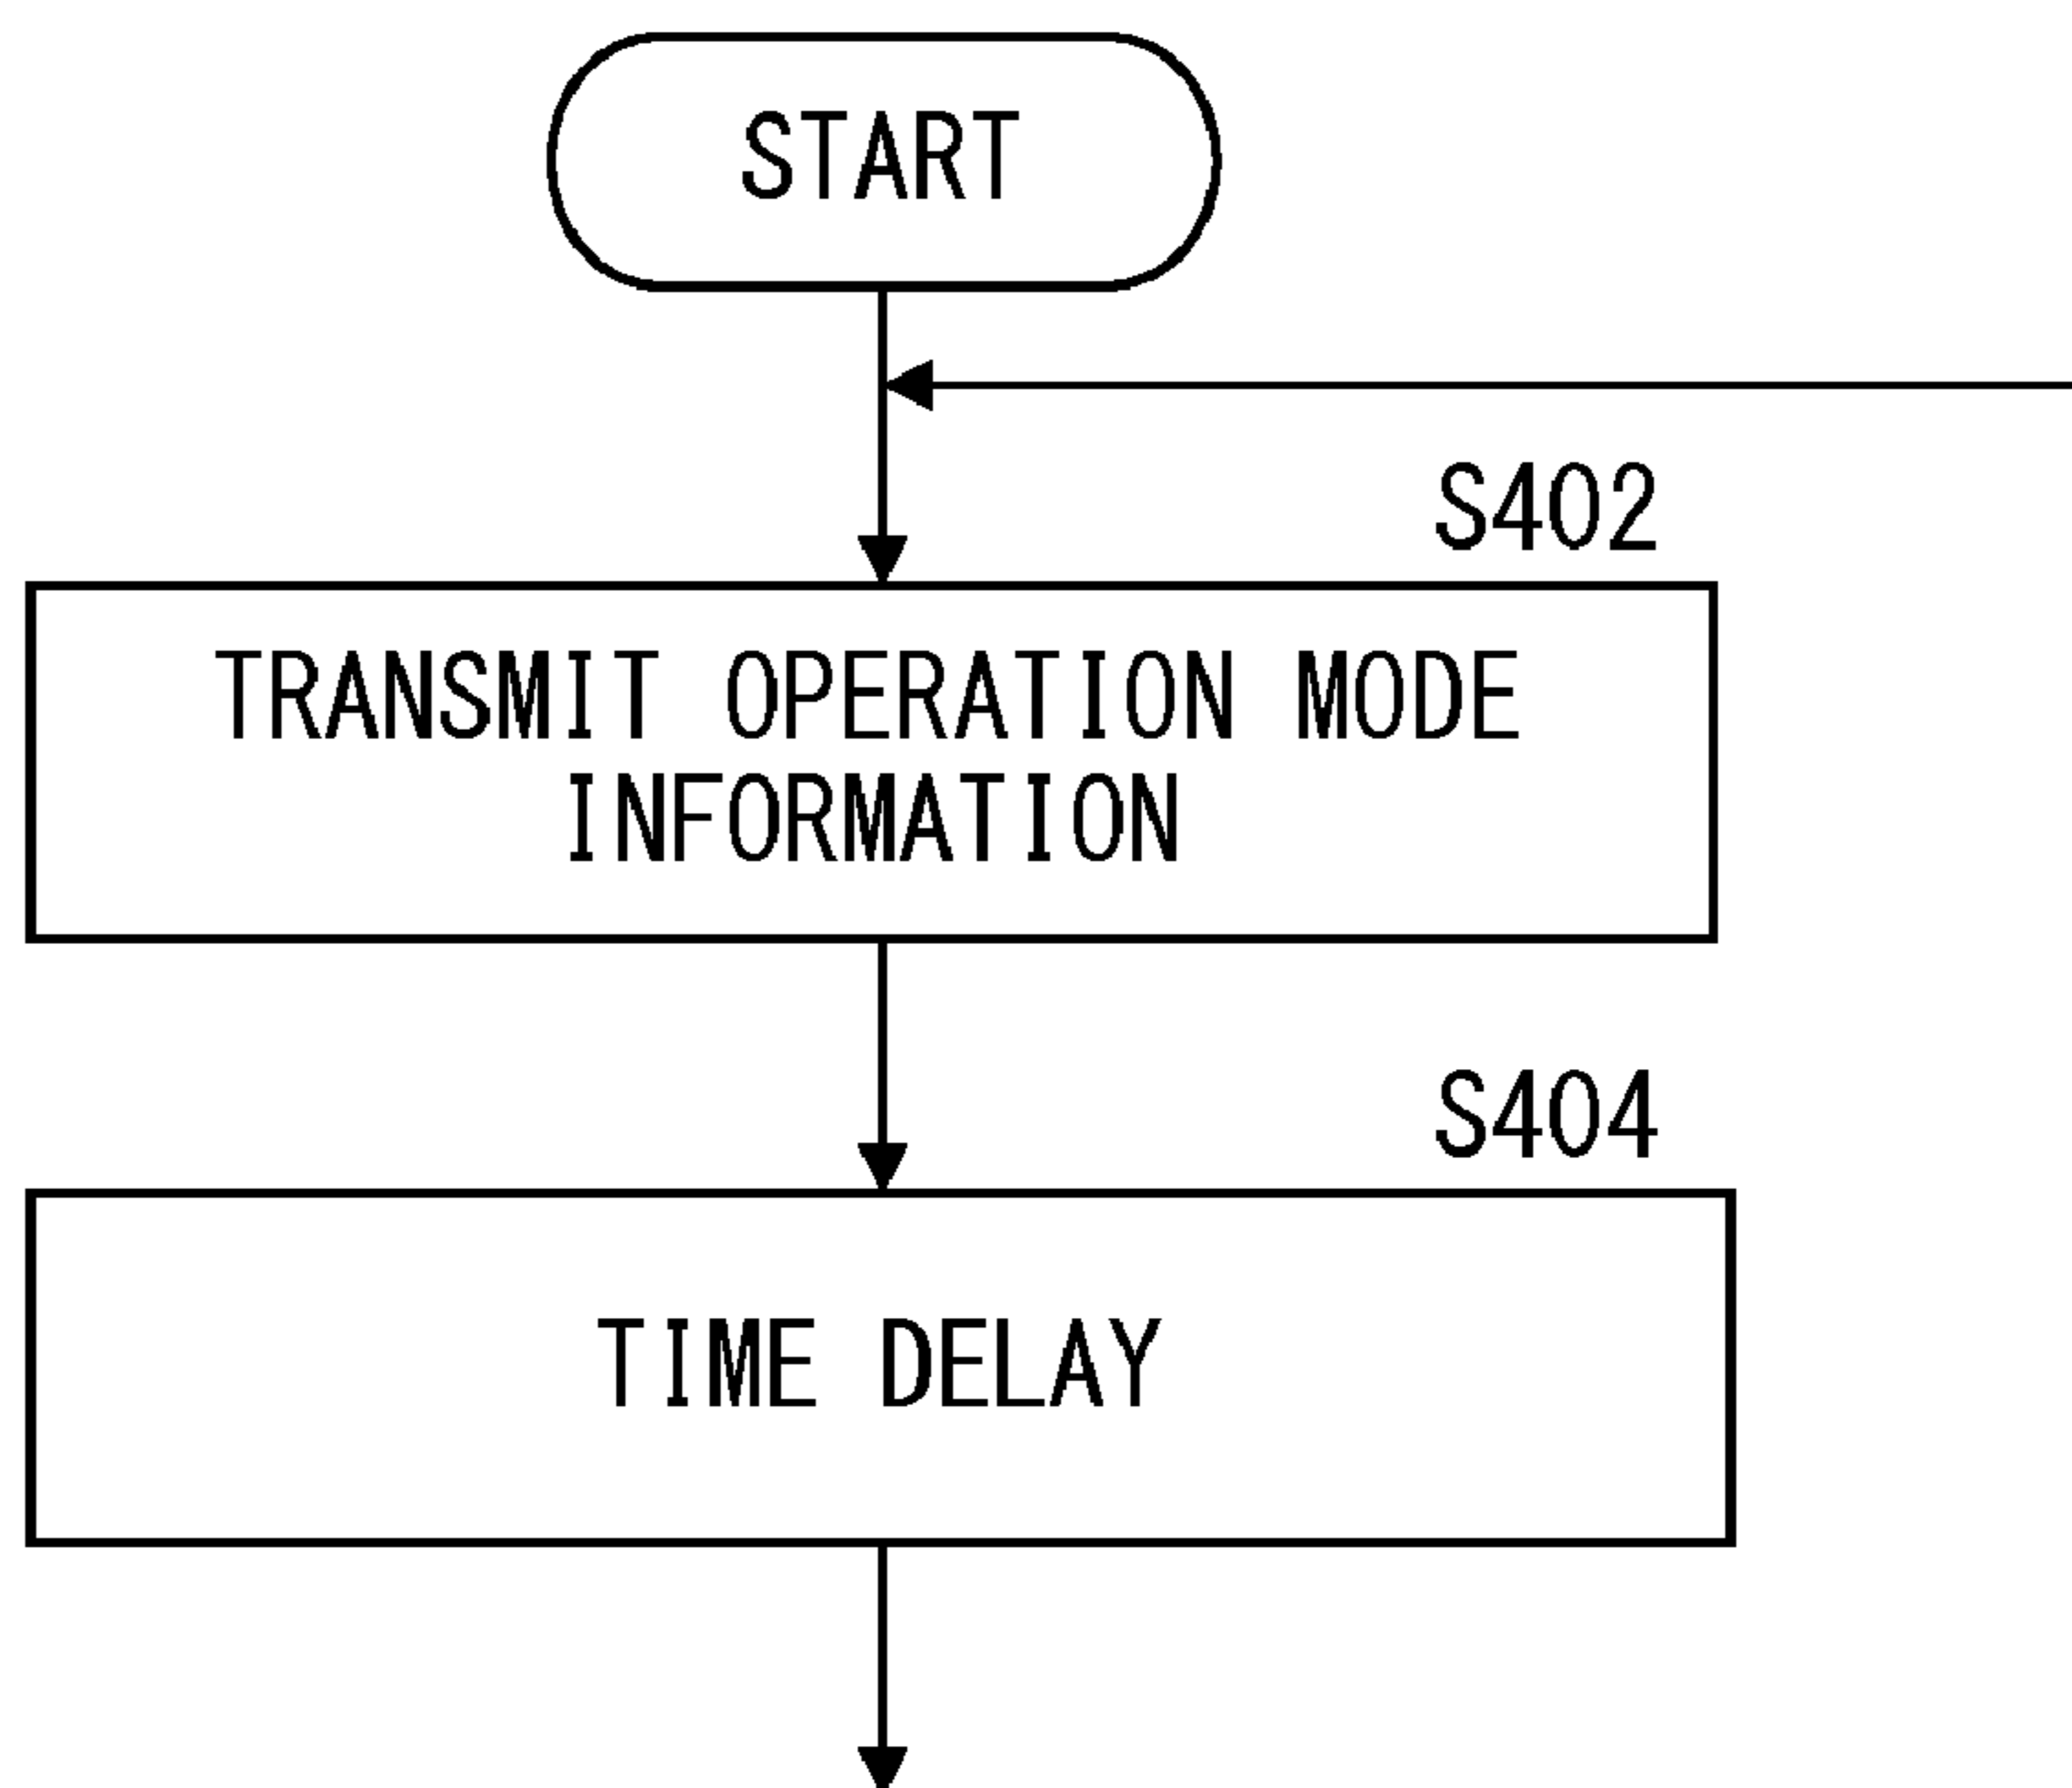 START
S402
TRANSMIT OPERATION MODE
INFORMATION
S404
TIME DELAY